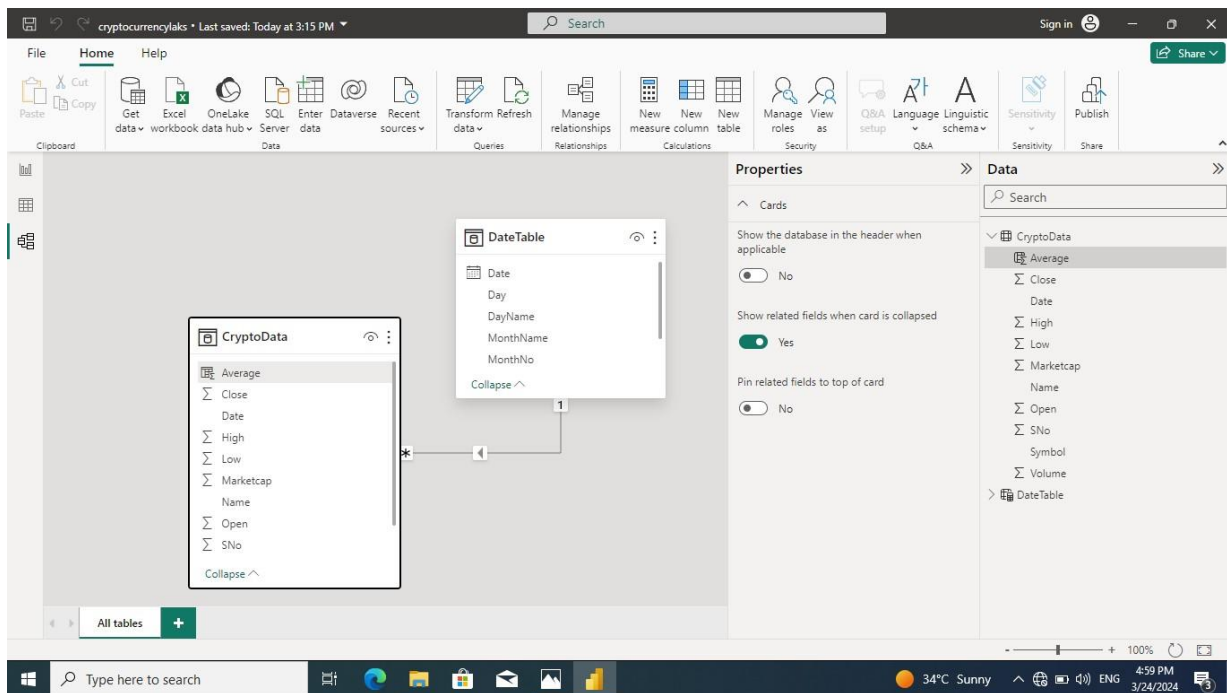 cryptocurrencylaks • Last saved: Today at 3:15 PM
Search
Sign in
File Home Help
Share
Paste
Cut
Copy
Get data
Excel workbook
OneLake data hub
SQL Server
Enter data
Dataverse
Recent sources
Transform data
Refresh
Manage relationships
New measure
New column
New table
Manage roles
View as
Q&A setup
Language
Linguistic schema
Sensitivity
Publish
Clipboard
Data
Queries
Relationships
Calculations
Security
Q&A
Sensitivity
Share
DateTable
Date
Day
DayName
MonthName
MonthNo
Collapse
1
CryptoData
Average
Close
Date
High
Low
Marketcap
Name
Open
SNo
Collapse
*
Properties
Cards
Show the database in the header when
applicable
No
Show related fields when card is collapsed
Yes
Pin related fields to top of card
No
Data
Search
CryptoData
Average
Close
Date
High
Low
Marketcap
Name
Open
SNo
Symbol
Volume
DateTable
All tables
+
- + 100%
Type here to search
34°C Sunny
ENG
4:59 PM
3/24/2024
3